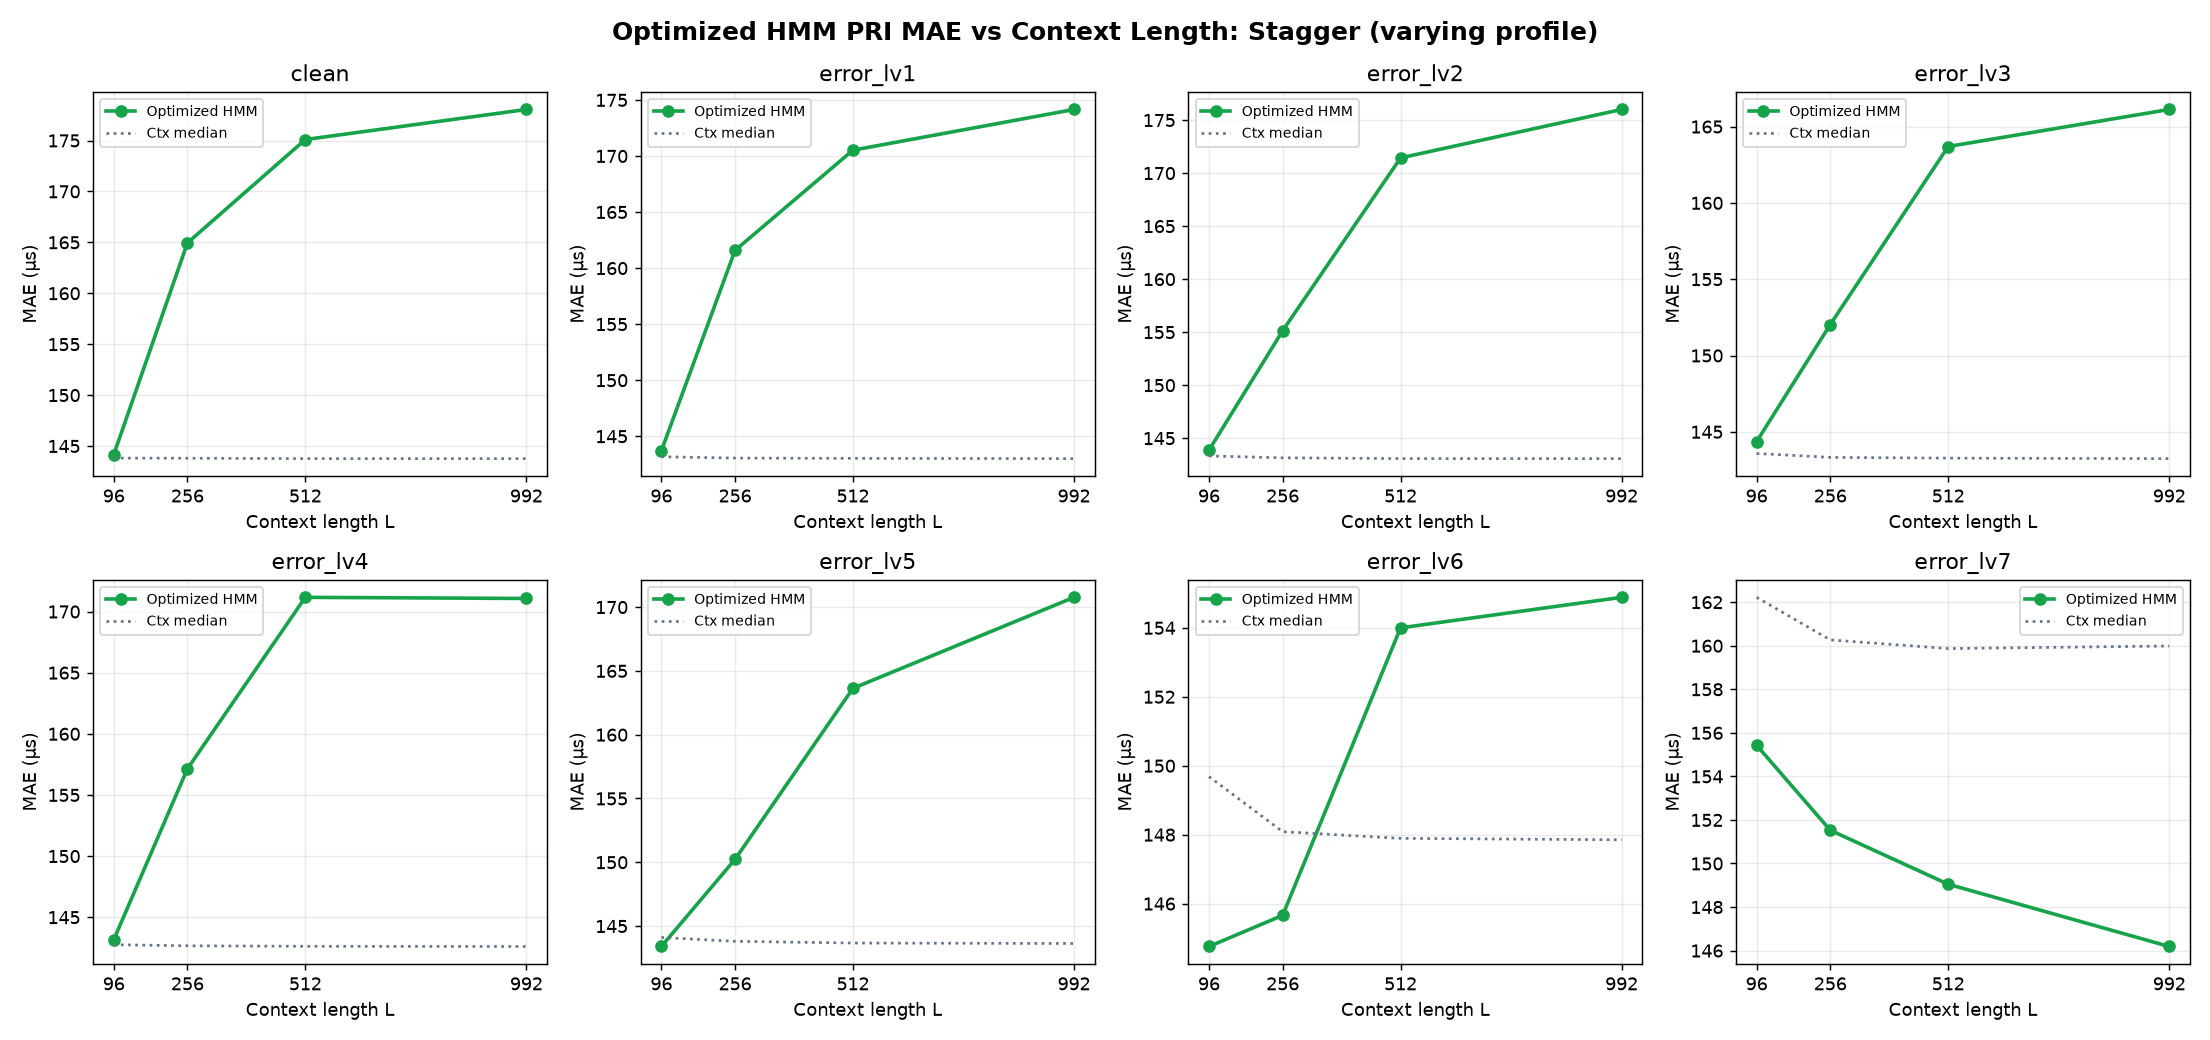 Optimized HMM PRI MAE vs Context Length: Stagger (varying profile)
clean
175
170
165
160
155
150
145
MAE (µs)
Optimized HMM
Ctx median
96 256 512 992
Context length L
error_lv1
175
170
165
160
155
150
145
MAE (µs)
Optimized HMM
Ctx median
96 256 512 992
Context length L
error_lv2
175
170
165
160
155
150
145
MAE (µs)
Optimized HMM
Ctx median
96 256 512 992
Context length L
error_lv3
165
160
155
150
145
MAE (µs)
Optimized HMM
Ctx median
96 256 512 992
Context length L
error_lv4
170
165
160
155
150
145
MAE (µs)
Optimized HMM
Ctx median
96 256 512 992
Context length L
error_lv5
170
165
160
155
150
145
MAE (µs)
Optimized HMM
Ctx median
96 256 512 992
Context length L
error_lv6
154
152
150
148
146
MAE (µs)
Optimized HMM
Ctx median
96 256 512 992
Context length L
error_lv7
162
160
158
156
154
152
150
148
146
MAE (µs)
Optimized HMM
Ctx median
96 256 512 992
Context length L